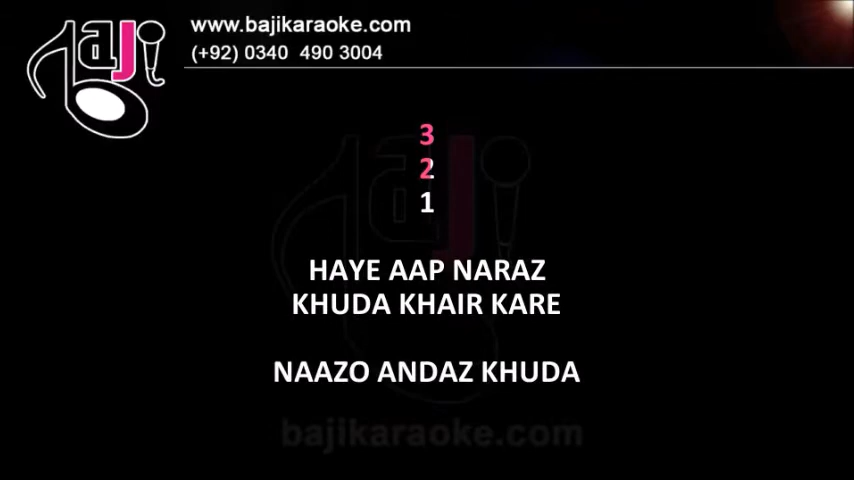 www.bajikaraoke.com
(+92) 0340 490 3004
aJi
3
2
1
HAYE AAP NARAZ
KHUDA KHAIR KARE
NAAZO ANDAZ KHUDA
bajikaraoke.com